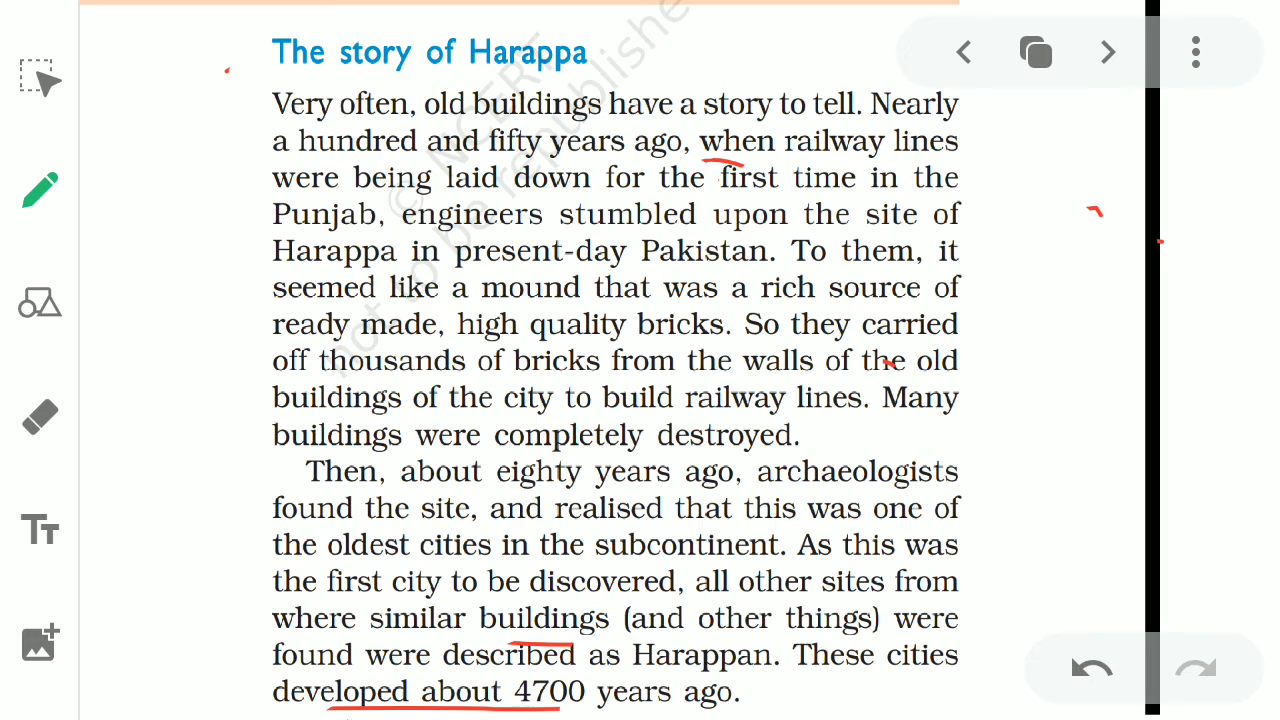 The story of Harappa
Very often, old buildings have a story to tell. Nearly
a hundred and fifty years ago, when railway lines
were being laid down for the first time in the
Punjab, engineers stumbled upon the site of
Harappa in present-day Pakistan. To them, it
seemed like a mound that was a rich source of
ready made, high quality bricks. So they carried
off thousands of bricks from the walls of the old
buildings of the city to build railway lines. Many
buildings were completely destroyed.
Then, about eighty years ago, archaeologists
found the site, and realised that this was one of
the oldest cities in the subcontinent. As this was
the first city to be discovered, all other sites from
where similar buildings (and other things) were
found were described as Harappan. These cities
developed about 4700 years ago.
© NCERT
not to be republishe
Tт